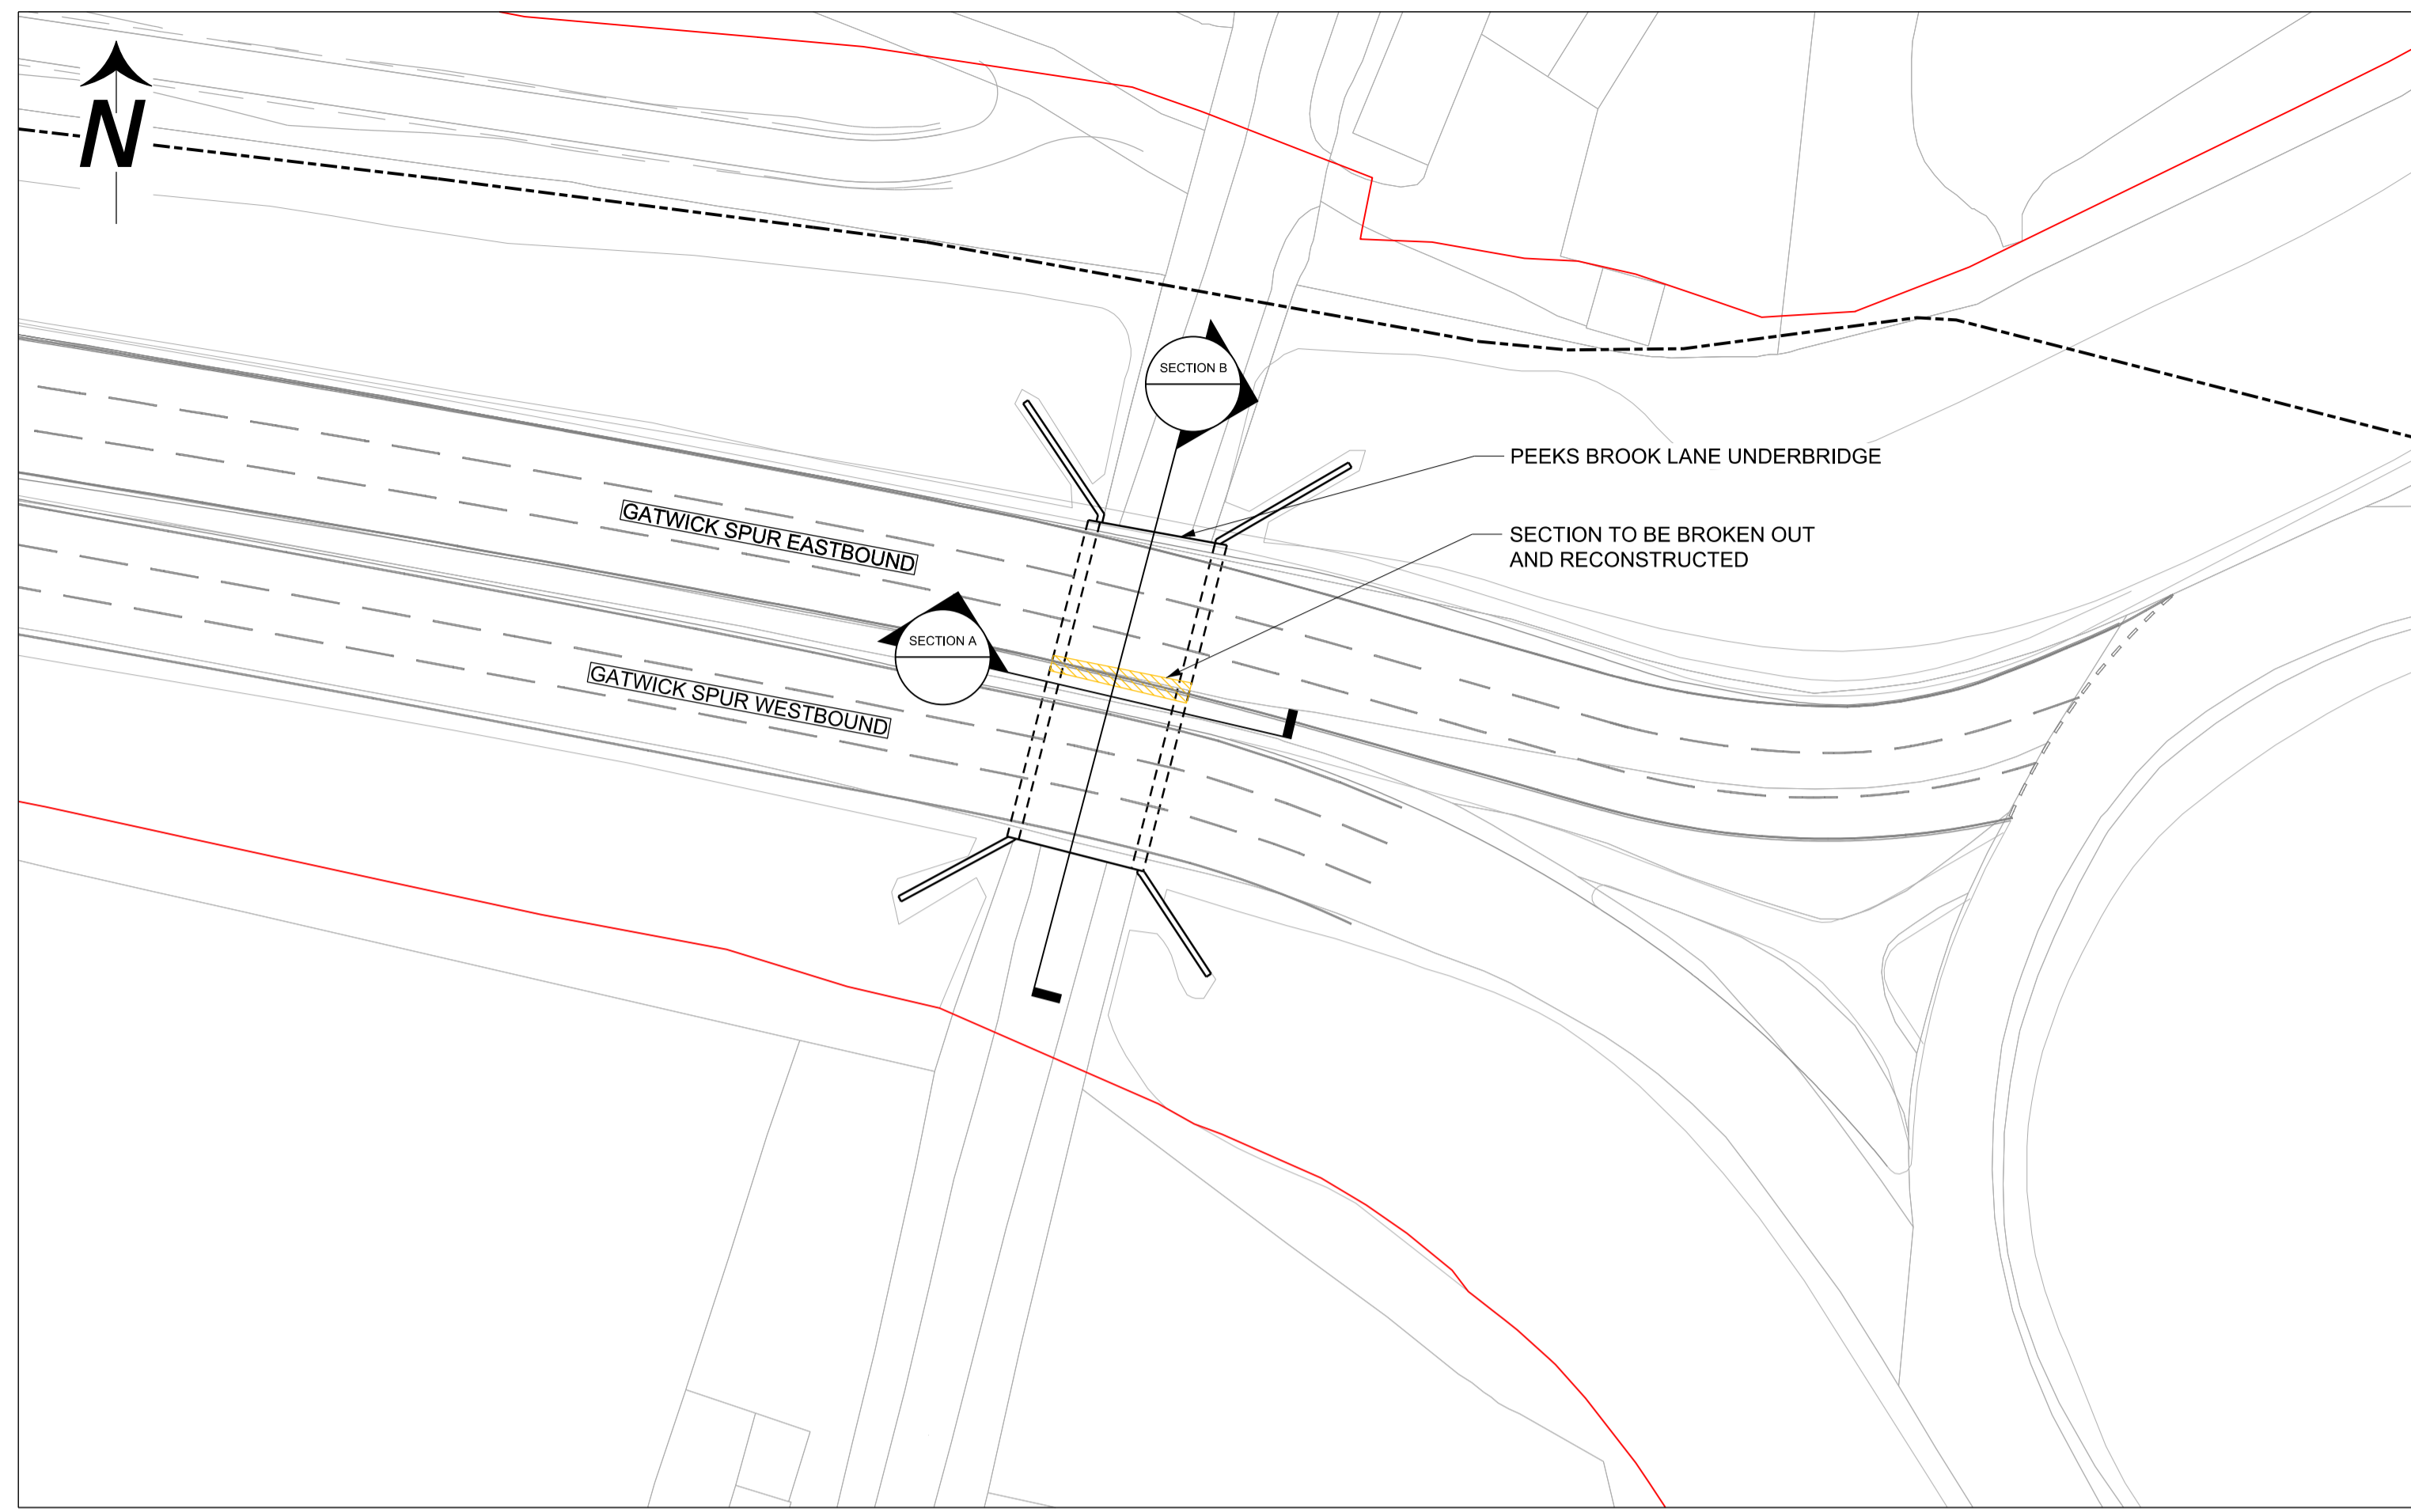 N
SECTION B
PEEKS BROOK LANE UNDERBRIDGE
GATWICK SPUR EASTBOUND
SECTION TO BE BROKEN OUT
AND RECONSTRUCTED
SECTION A
GATWICK SPUR WESTBOUND